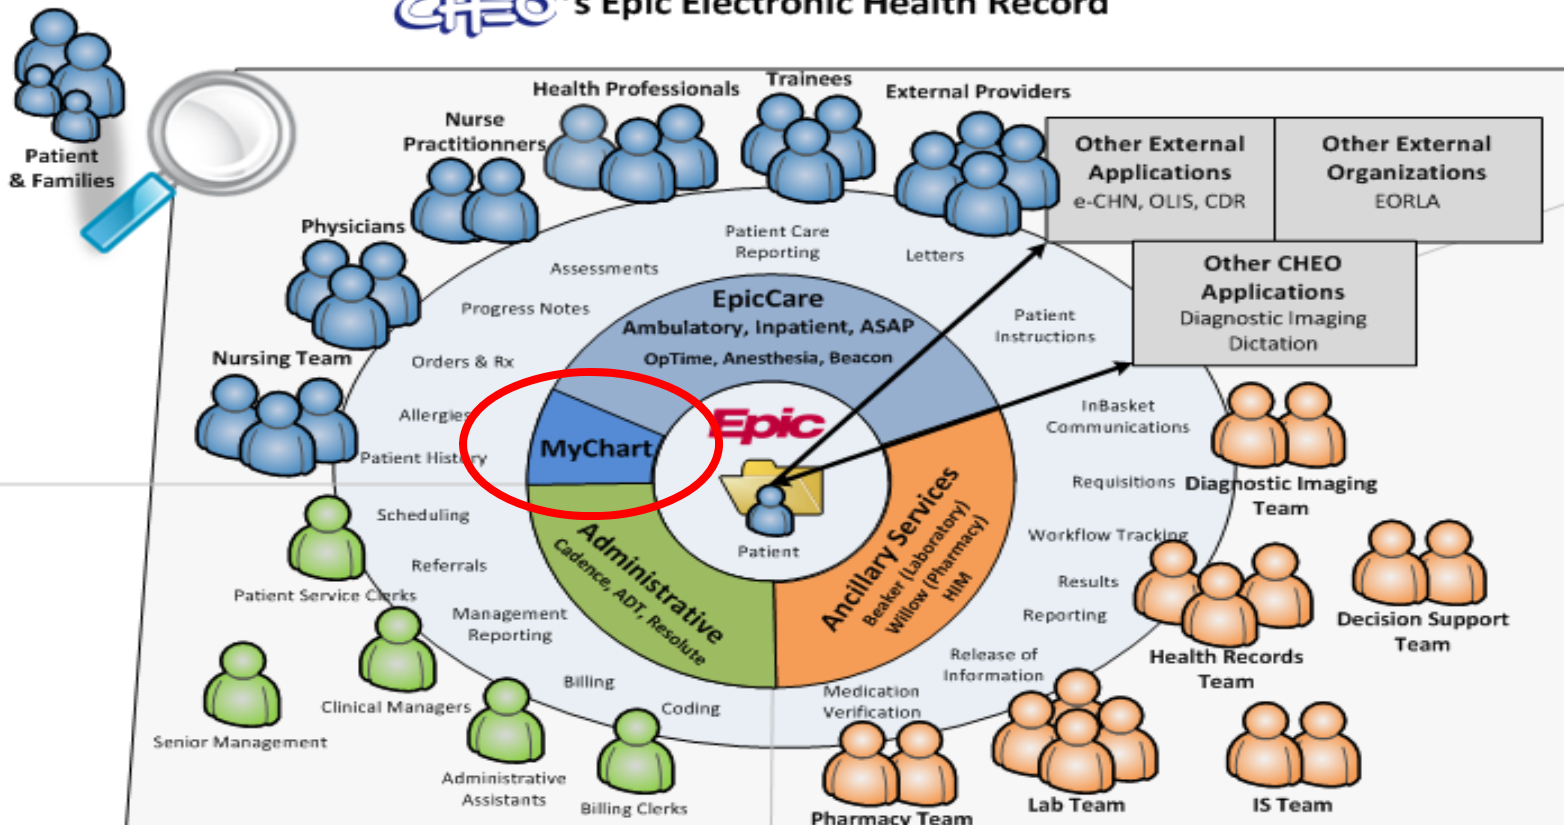 CHEO's Epic Electronic Health Record
Patient
& Families
Health Professionals
Trainees
External Providers
Nurse
Practitionners
Physicians
Nursing Team
Other External
Applications
e-CHN, OLIS, CDR
Other External
Organizations
EORLA
Other CHEO
Applications
Diagnostic Imaging
Dictation
Patient Care
Reporting
Letters
Assessments
Progress Notes
Patient
Instructions
Orders & Rx
Allergies
Patient History
InBasket
Communications
EpicCare
Ambulatory, Inpatient, ASAP
OpTime, Anesthesia, Beacon
MyChart
Epic
Patient
Administrative
Cadence, ADT, Resolute
Ancillary Services
Beaker (Laboratory)
Willow (Pharmacy)
HIM
Scheduling
Referrals
Management
Reporting
Billing
Coding
Requisitions
Workflow Tracking
Results
Reporting
Release of
Information
Medication
Verification
Patient Service Clerks
Clinical Managers
Senior Management
Administrative
Assistants
Billing Clerks
Diagnostic Imaging
Team
Decision Support
Team
Health Records
Team
Pharmacy Team
Lab Team
IS Team